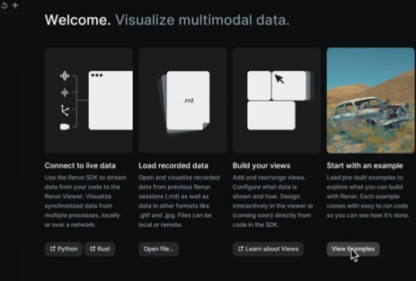 Welcome. Visualize multimodal data.
.rrd
Connect to live data
Use the Rerun SDK to stream
data from your code to the
Rerun Viewer. Visualize
synchronized data from
multiple processes, locally
or over a network.
Python
Rust
Load recorded data
Open and visualize recorded
data from previous Rerun
sessions (.rrd) as well as
data in other formats like
.gltf and .jpg. Files can be
local or remote.
Open file...
Build your views
Add and rearrange views.
Configure what data is
shown and how. Design
interactively in the viewer or
(coming soon) directly from
code in the SDK.
Learn about Views
Start with an example
Load pre-built examples to
explore what you can build
with Rerun. Each example
comes with easy to run code
so you can see how it's done.
View Examples